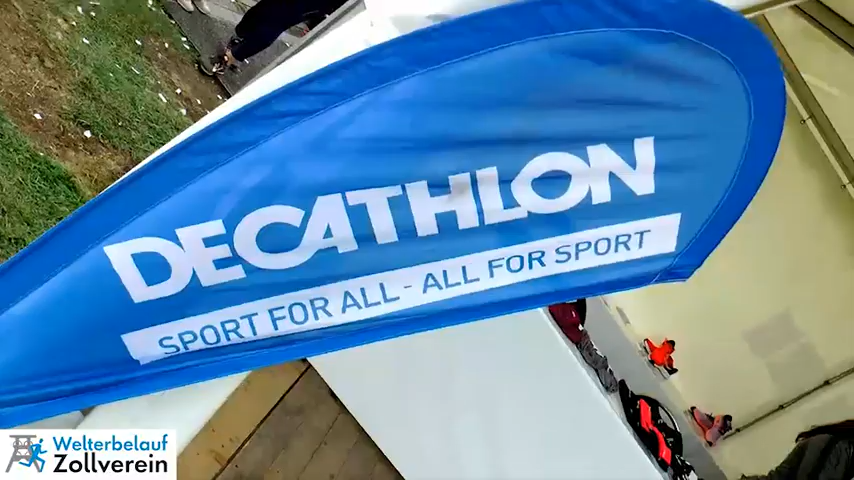 DECATHLON
SPORT FOR ALL - ALL FOR SPORT
Welterbelauf
Zollverein